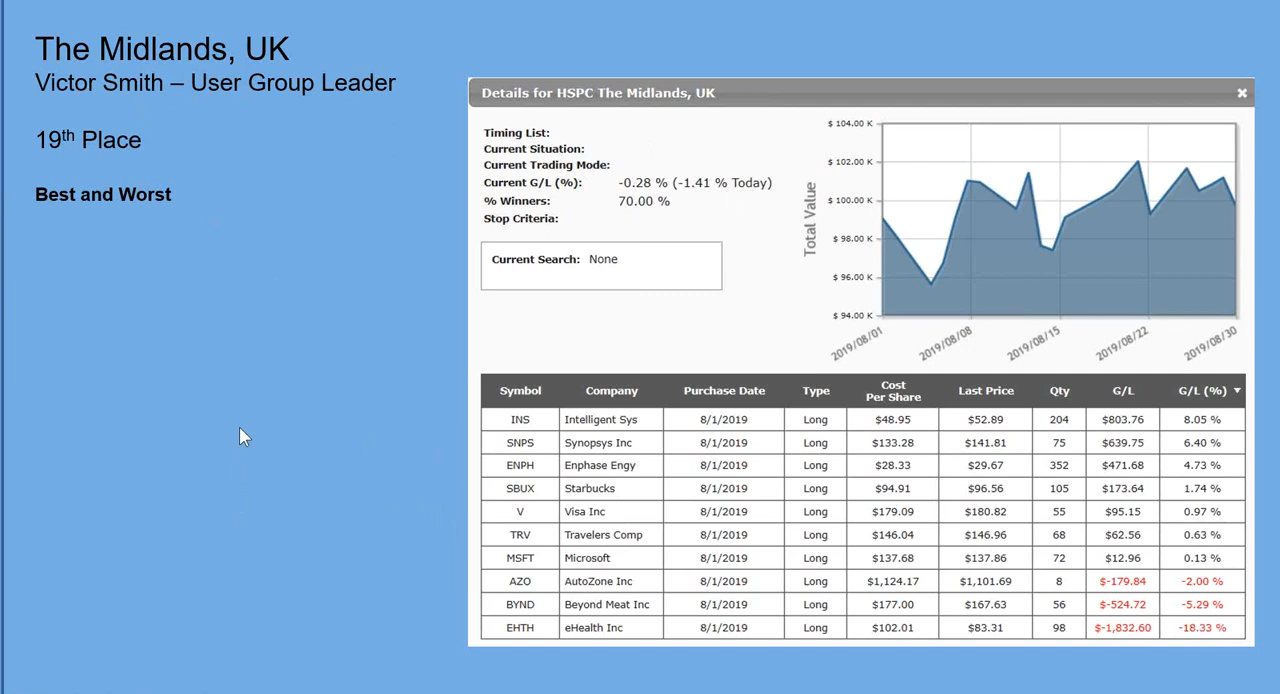 The Midlands, UK
Victor Smith – User Group Leader
19th Place
Best and Worst
Details for HSPC The Midlands, UK
Timing List:
Current Situation:
Current Trading Mode:
Current G/L (%): -0.28 % (-1.41 % Today)
% Winners: 70.00 %
Stop Criteria:
Current Search: None
Total Value
$ 104.00 K
$ 102.00 K
$ 100.00 K
$ 98.00 K
$ 96.00 K
$ 94.00 K
2019/08/01 2019/08/08 2019/08/15 2019/08/22 2019/08/30
Symbol Company Purchase Date Type Cost Per Share Last Price Qty G/L G/L (%)
INS Intelligent Sys 8/1/2019 Long $48.95 $52.89 204 $803.76 8.05 %
SNPS Synopsys Inc 8/1/2019 Long $133.28 $141.81 75 $639.75 6.40 %
ENPH Enphase Engy 8/1/2019 Long $28.33 $29.67 352 $471.68 4.73 %
SBUX Starbucks 8/1/2019 Long $94.91 $96.56 105 $173.64 1.74 %
V Visa Inc 8/1/2019 Long $179.09 $180.82 55 $95.15 0.97 %
TRV Travelers Comp 8/1/2019 Long $146.04 $146.96 68 $62.56 0.63 %
MSFT Microsoft 8/1/2019 Long $137.68 $137.86 72 $12.96 0.13 %
AZO AutoZone Inc 8/1/2019 Long $1,124.17 $1,101.69 8 $-179.84 -2.00 %
BYND Beyond Meat Inc 8/1/2019 Long $177.00 $167.63 56 $-524.72 -5.29 %
EHTH eHealth Inc 8/1/2019 Long $102.01 $83.31 98 $-1,832.60 -18.33 %